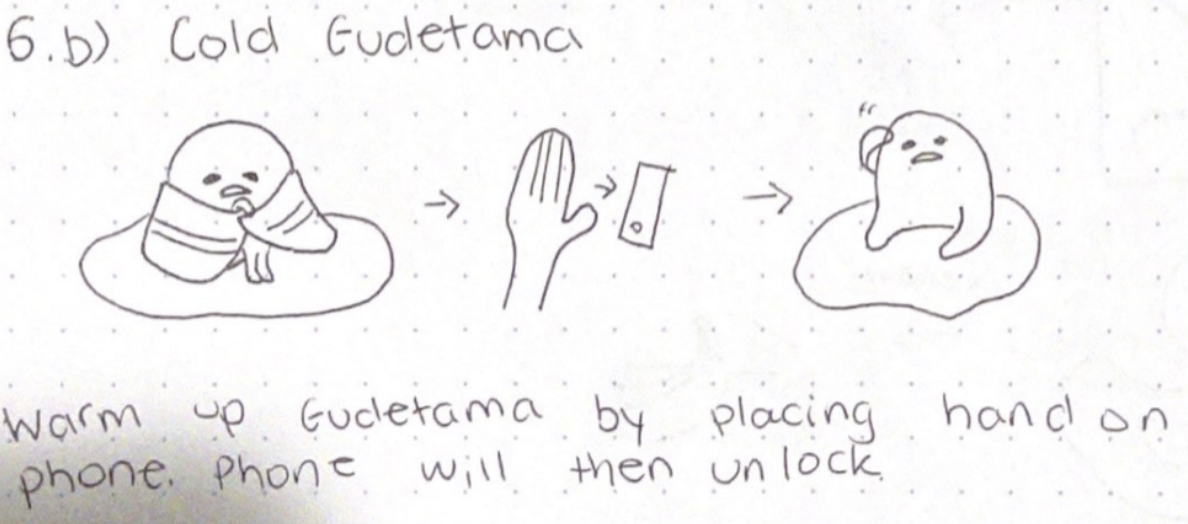 6.b) Cold Gudetama
Warm up Gudetama by placing hand on
phone. Phone will then unlock.